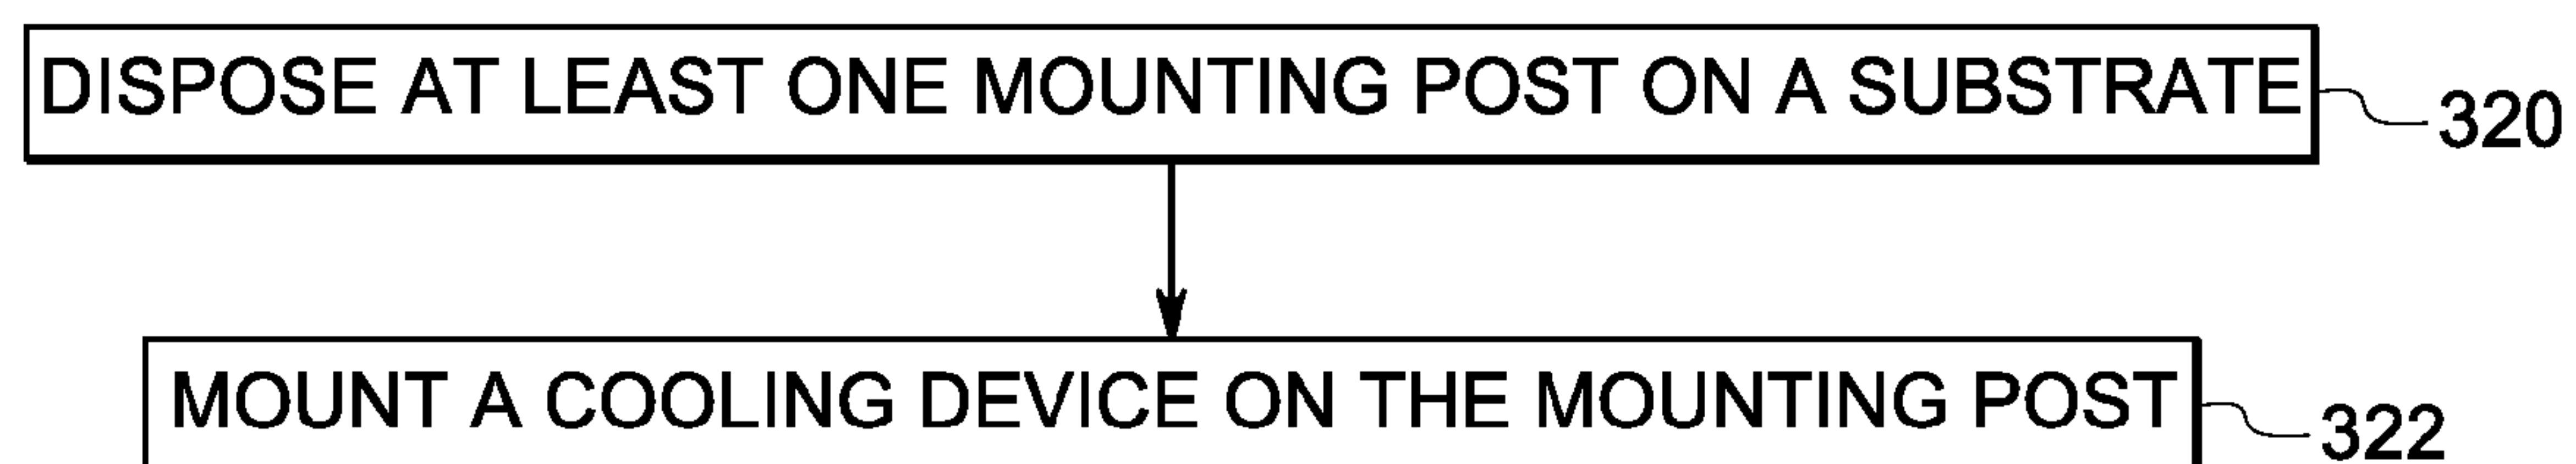 DISPOSE AT LEAST ONE MOUNTING POST ON A SUBSTRATE
320
MOUNT A COOLING DEVICE ON THE MOUNTING POST
322